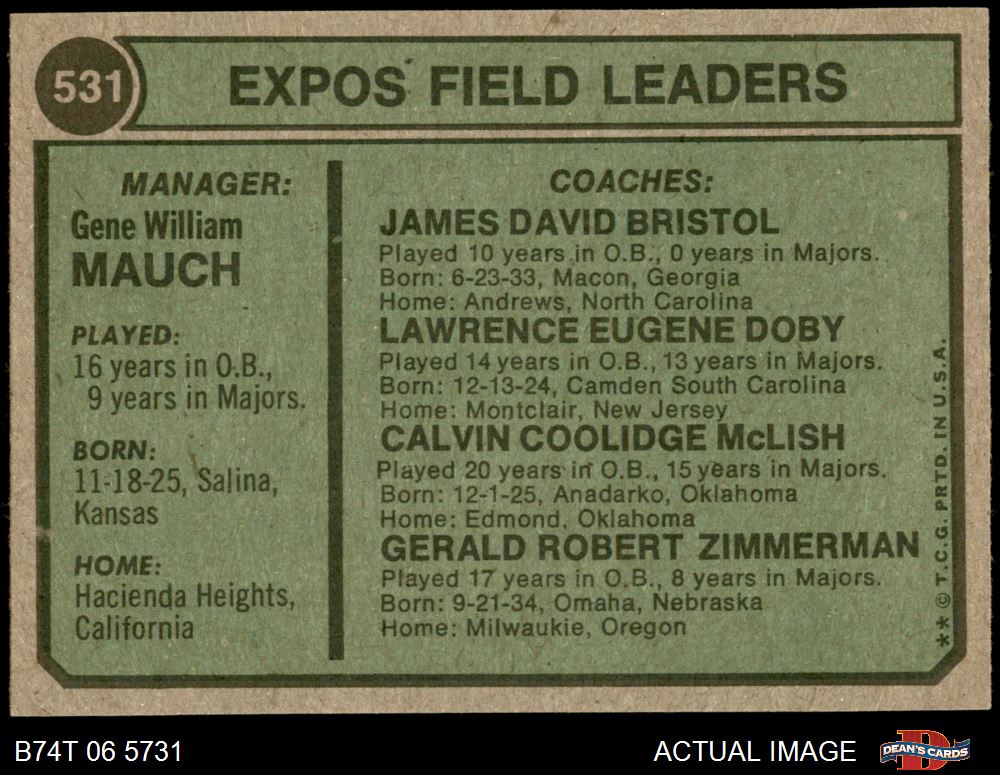 531
EXPOS FIELD LEADERS
MANAGER:
Gene William
MAUCH
PLAYED:
16 years in O.B.,
9 years in Majors.
BORN:
11-18-25, Salina,
Kansas
HOME:
Hacienda Heights,
California
COACHES:
JAMES DAVID BRISTOL
Played 10 years in O.B., 0 years in Majors.
Born: 6-23-33, Macon, Georgia
Home: Andrews, North Carolina
LAWRENCE EUGENE DOBY
Played 14 years in O.B., 13 years in Majors.
Born: 12-13-24, Camden South Carolina
Home: Montclair, New Jersey
CALVIN COOLIDGE McLISH
Played 20 years in O.B., 15 years in Majors.
Born: 12-1-25, Anadarko, Oklahoma
Home: Edmond, Oklahoma
GERALD ROBERT ZIMMERMAN
Played 17 years in O.B., 8 years in Majors.
Born: 9-21-34, Omaha, Nebraska
Home: Milwaukie, Oregon
** © T.C.G. PRTD. IN U.S.A.
B74T 06 5731
ACTUAL IMAGE
D
DEAN'S CARDS